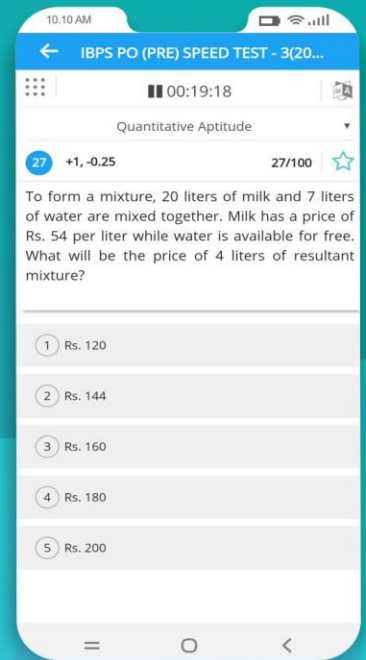 10.10 AM
IBPS PO (PRE) SPEED TEST - 3(20...
00:19:18
Quantitative Aptitude
27 +1, -0.25 27/100
To form a mixture, 20 liters of milk and 7 liters
of water are mixed together. Milk has a price of
Rs. 54 per liter while water is available for free.
What will be the price of 4 liters of resultant
mixture?
1 Rs. 120
2 Rs. 144
3 Rs. 160
4 Rs. 180
5 Rs. 200